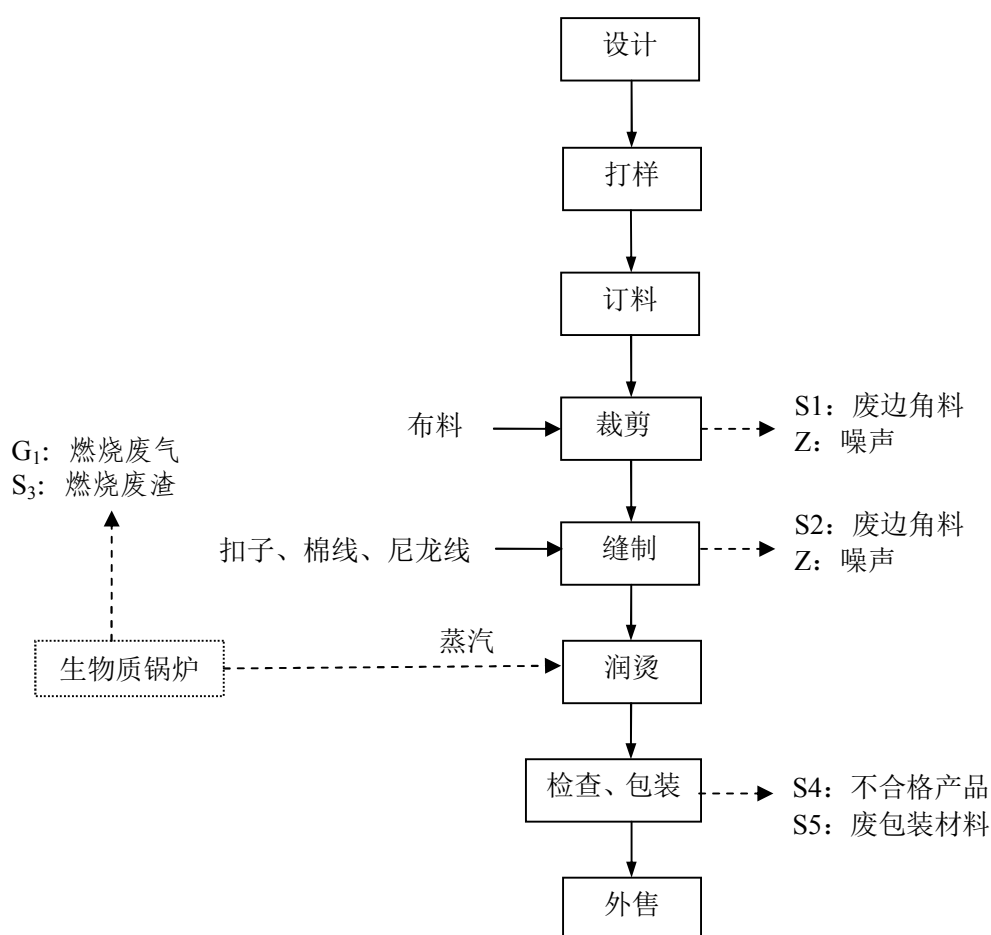 设计
打样
订料
布料
裁剪
S1：废边角料
Z：噪声
G₁：燃烧废气
S₃：燃烧废渣
扣子、棉线、尼龙线
缝制
S2：废边角料
Z：噪声
生物质锅炉
蒸汽
润烫
检查、包装
S4：不合格产品
S5：废包装材料
外售